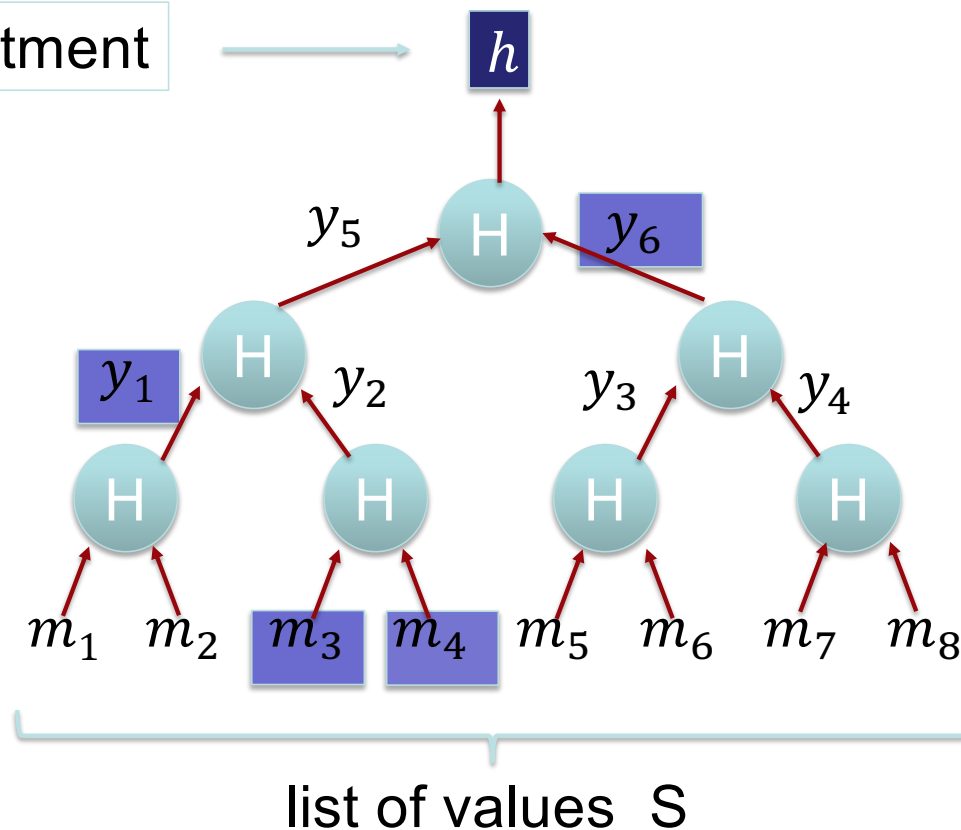 tment h
y₅ H y₆
H H
y₁ y₂ y₃ y₄
H H H H
m₁ m₂ m₃ m₄ m₅ m₆ m₇ m₈
list of values S